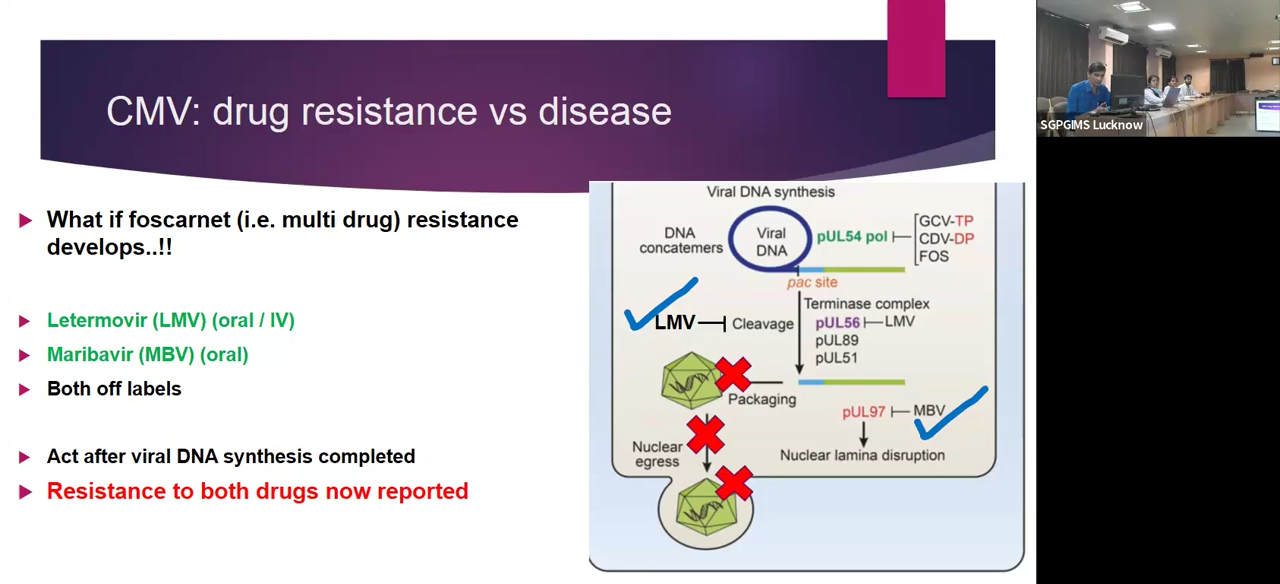 CMV: drug resistance vs disease
SGPGIMS Lucknow
What if foscarnet (i.e. multi drug) resistance
develops..!!
Letermovir (LMV) (oral / IV)
Maribavir (MBV) (oral)
Both off labels
Act after viral DNA synthesis completed
Resistance to both drugs now reported
Viral DNA synthesis
DNA
concatemers
Viral
DNA
pUL54 pol
GCV-TP
CDV-DP
FOS
pac site
Terminase complex
LMV
Cleavage
pUL56
LMV
pUL89
pUL51
Packaging
pUL97
MBV
Nuclear
egress
Nuclear lamina disruption